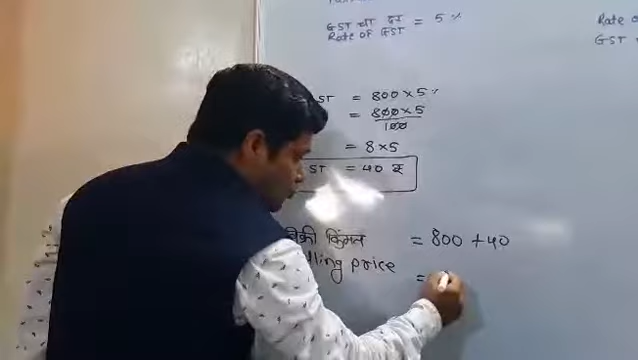 GST चा दर = 5 %
Rate of GST
Rate
GST
ST = 800 × 5 %
= 800 × 5
100
= 8 × 5
ST = 40 ₹
किंमत = 800 + 40
lling price
=